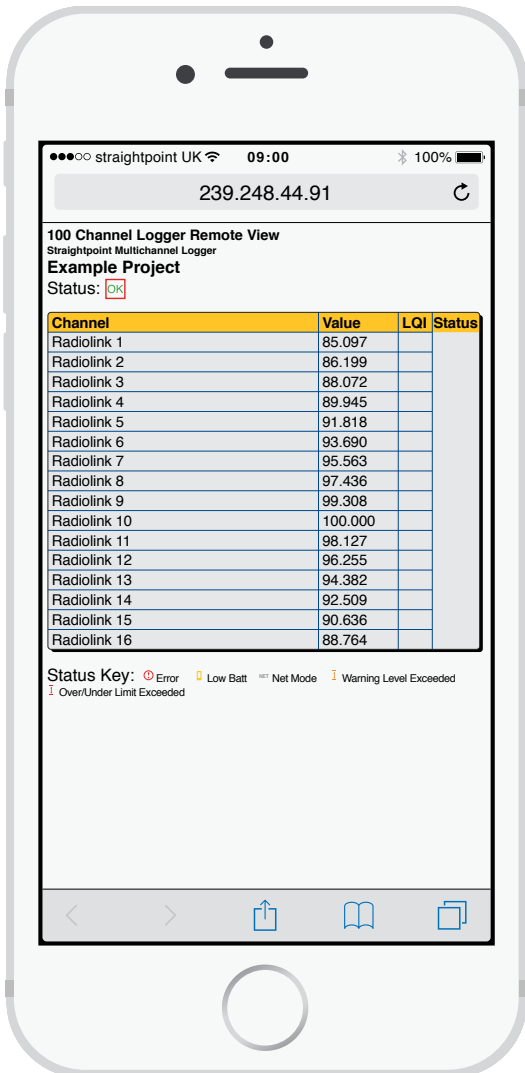 straightpoint UK 09:00 100%
239.248.44.91
100 Channel Logger Remote View
Straightpoint Multichannel Logger
Example Project
Status: OK
Channel Value LQI Status
Radiolink 1 85.097
Radiolink 2 86.199
Radiolink 3 88.072
Radiolink 4 89.945
Radiolink 5 91.818
Radiolink 6 93.690
Radiolink 7 95.563
Radiolink 8 97.436
Radiolink 9 99.308
Radiolink 10 100.000
Radiolink 11 98.127
Radiolink 12 96.255
Radiolink 13 94.382
Radiolink 14 92.509
Radiolink 15 90.636
Radiolink 16 88.764
Status Key: Error Low Batt NET Net Mode Warning Level Exceeded
Over/Under Limit Exceeded